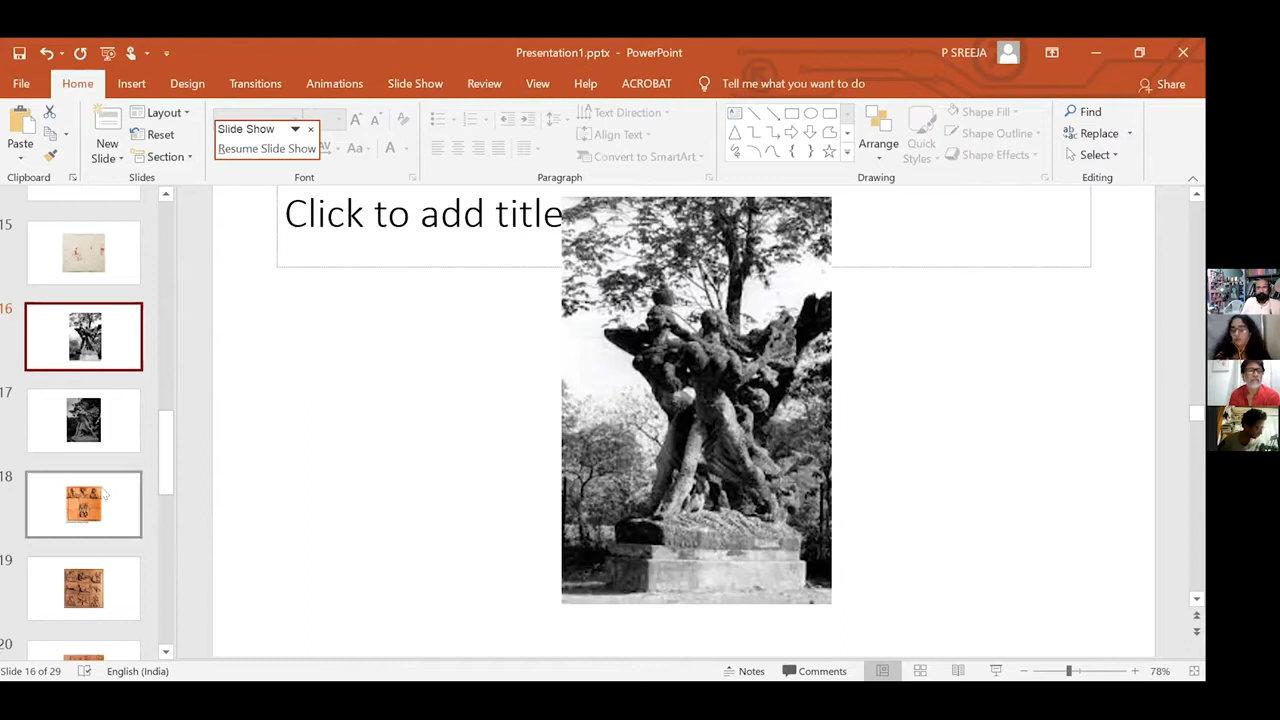 Presentation1.pptx - PowerPoint
P SREEJA
File
Home
Insert
Design
Transitions
Animations
Slide Show
Review
View
Help
ACROBAT
Tell me what you want to do
Share
Paste
New
Slide
Layout
Reset
Section
Slide Show
Resume Slide Show
Text Direction
Align Text
Convert to SmartArt
Arrange
Quick
Styles
Shape Fill
Shape Outline
Shape Effects
Find
Replace
Select
Clipboard
Slides
Font
Paragraph
Drawing
Editing
Click to add title
15
16
17
18
19
20
Slide 16 of 29
English (India)
Notes
Comments
78%